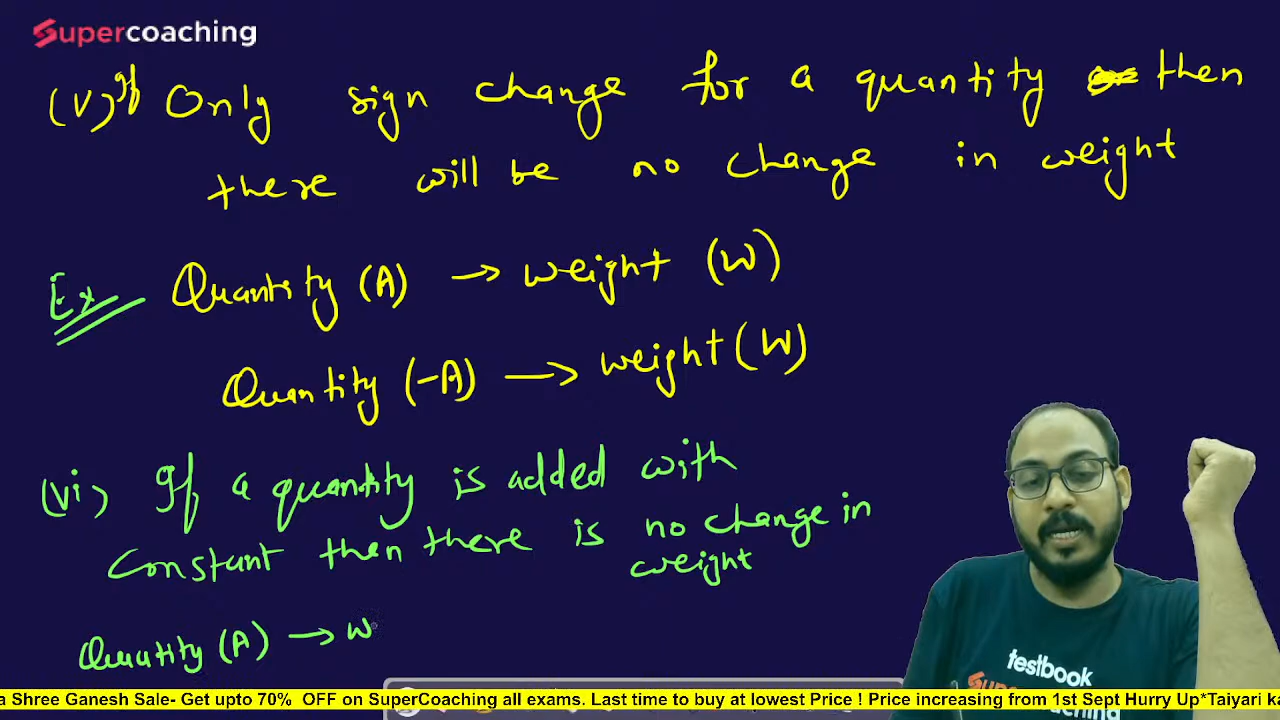 Supercoaching
(V) If Only sign change for a quantity then
there will be no change in weight
Ex Quantity (A) → weight (W)
Quantity (-A) → weight (W)
(vi) If a quantity is added with
Constant then there is no change in
weight
Quatity (A) → W
testbook
coaching
a Shree Ganesh Sale- Get upto 70% OFF on SuperCoaching all exams. Last time to buy at lowest Price ! Price increasing from 1st Sept Hurry Up*Taiyari ka